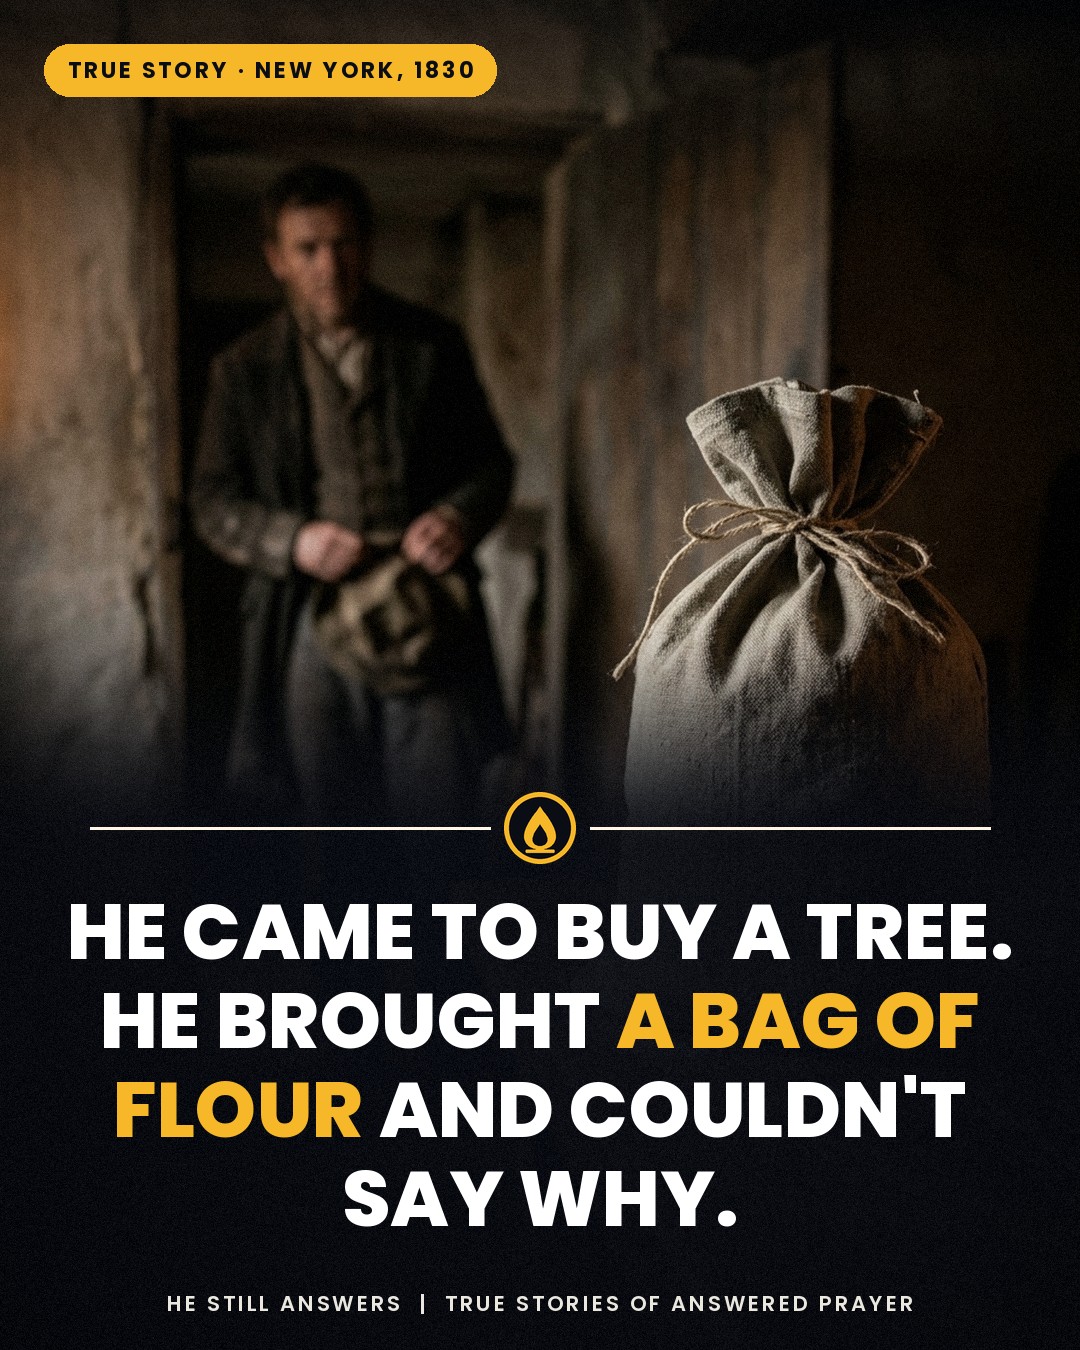 TRUE STORY · NEW YORK, 1830
HE CAME TO BUY A TREE.
HE BROUGHT A BAG OF
FLOUR AND COULDN'T
SAY WHY.
HE STILL ANSWERS | TRUE STORIES OF ANSWERED PRAYER